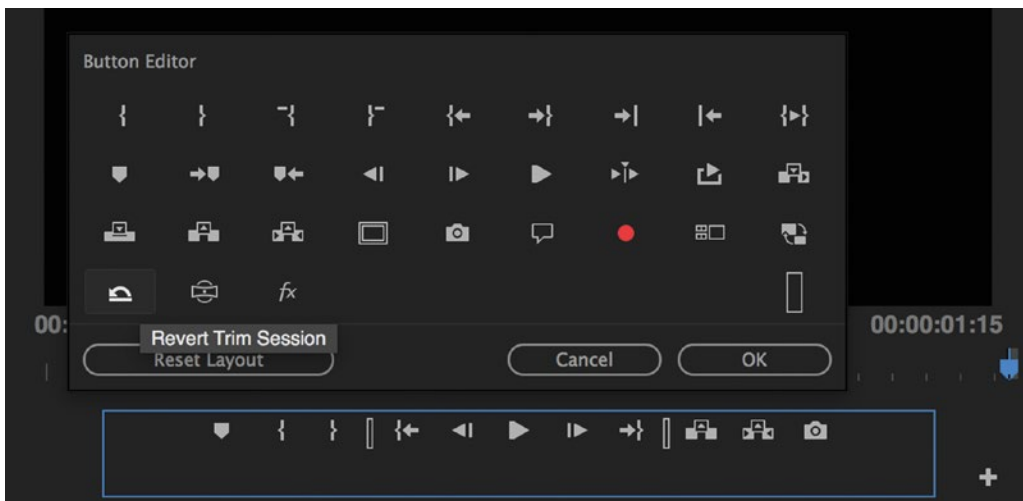 Button Editor
fx
00:
00:00:01:15
Revert Trim Session
Reset Layout
Cancel
OK